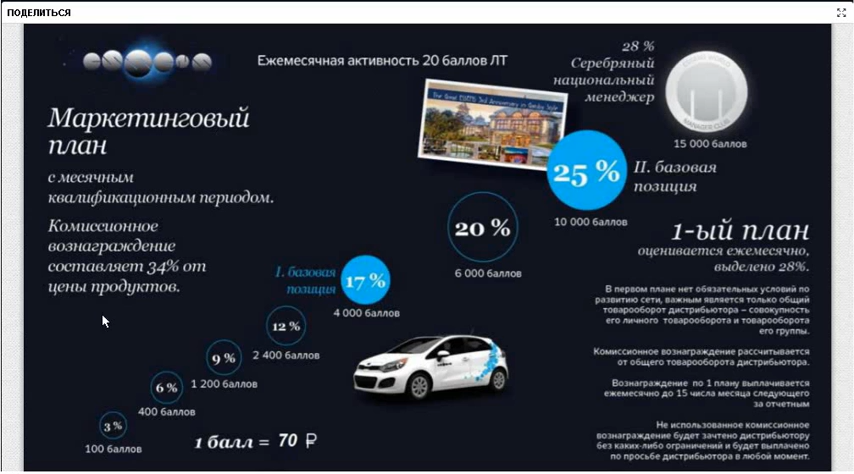 ПОДЕЛИТЬСЯ
essens
Ежемесячная активность 20 баллов ЛТ
28 %
Серебряный
национальный
менеджер
15 000 баллов
Маркетинговый
план
с месячным
квалификационным периодом.
Комиссионное
вознаграждение
составляет 34% от
цены продуктов.
25 %
II. базовая
позиция
10 000 баллов
20 %
6 000 баллов
I. базовая
позиция
17 %
4 000 баллов
12 %
2 400 баллов
9 %
1 200 баллов
6 %
400 баллов
3 %
100 баллов
1 балл = 70 ₽
1-ый план
оценивается ежемесячно,
выделено 28%.
В первом плане нет обязательных условий по
развитию сети, важным является только общий
товарооборот дистрибьютора – совокупность
его личного товарооборота и товарооборота
его группы.
Комиссионное вознаграждение рассчитывается
от общего товарооборота дистрибьютора.
Вознаграждение по 1 плану выплачивается
ежемесячно до 15 числа месяца следующего
за отчетным
Не использованное комиссионное
вознаграждение будет зачтено дистрибьютору
без каких-либо ограничений и будет выплачено
по просьбе дистрибьютора в любой момент.